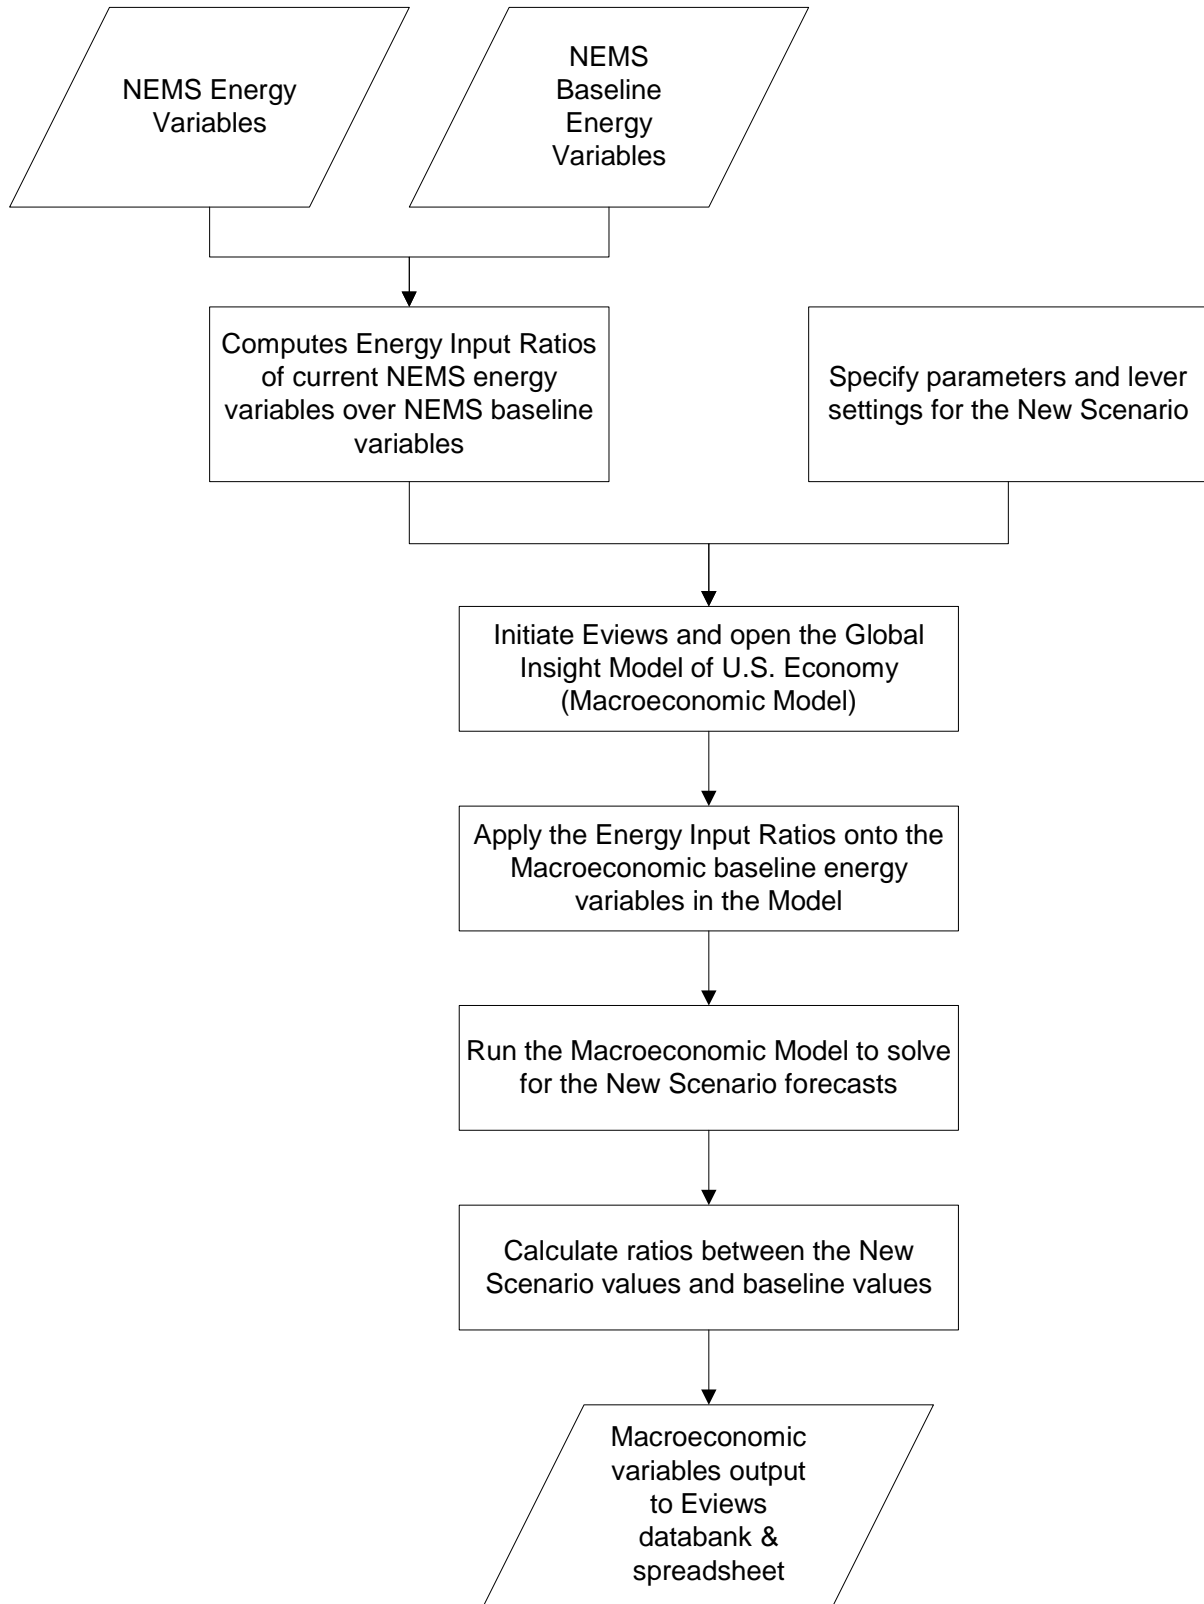 NEMS Energy
Variables
NEMS
Baseline
Energy
Variables
Computes Energy Input Ratios
of current NEMS energy
variables over NEMS baseline
variables
Specify parameters and lever
settings for the New Scenario
Initiate Eviews and open the Global
Insight Model of U.S. Economy
(Macroeconomic Model)
Apply the Energy Input Ratios onto the
Macroeconomic baseline energy
variables in the Model
Run the Macroeconomic Model to solve
for the New Scenario forecasts
Calculate ratios between the New
Scenario values and baseline values
Macroeconomic
variables output
to Eviews
databank &
spreadsheet